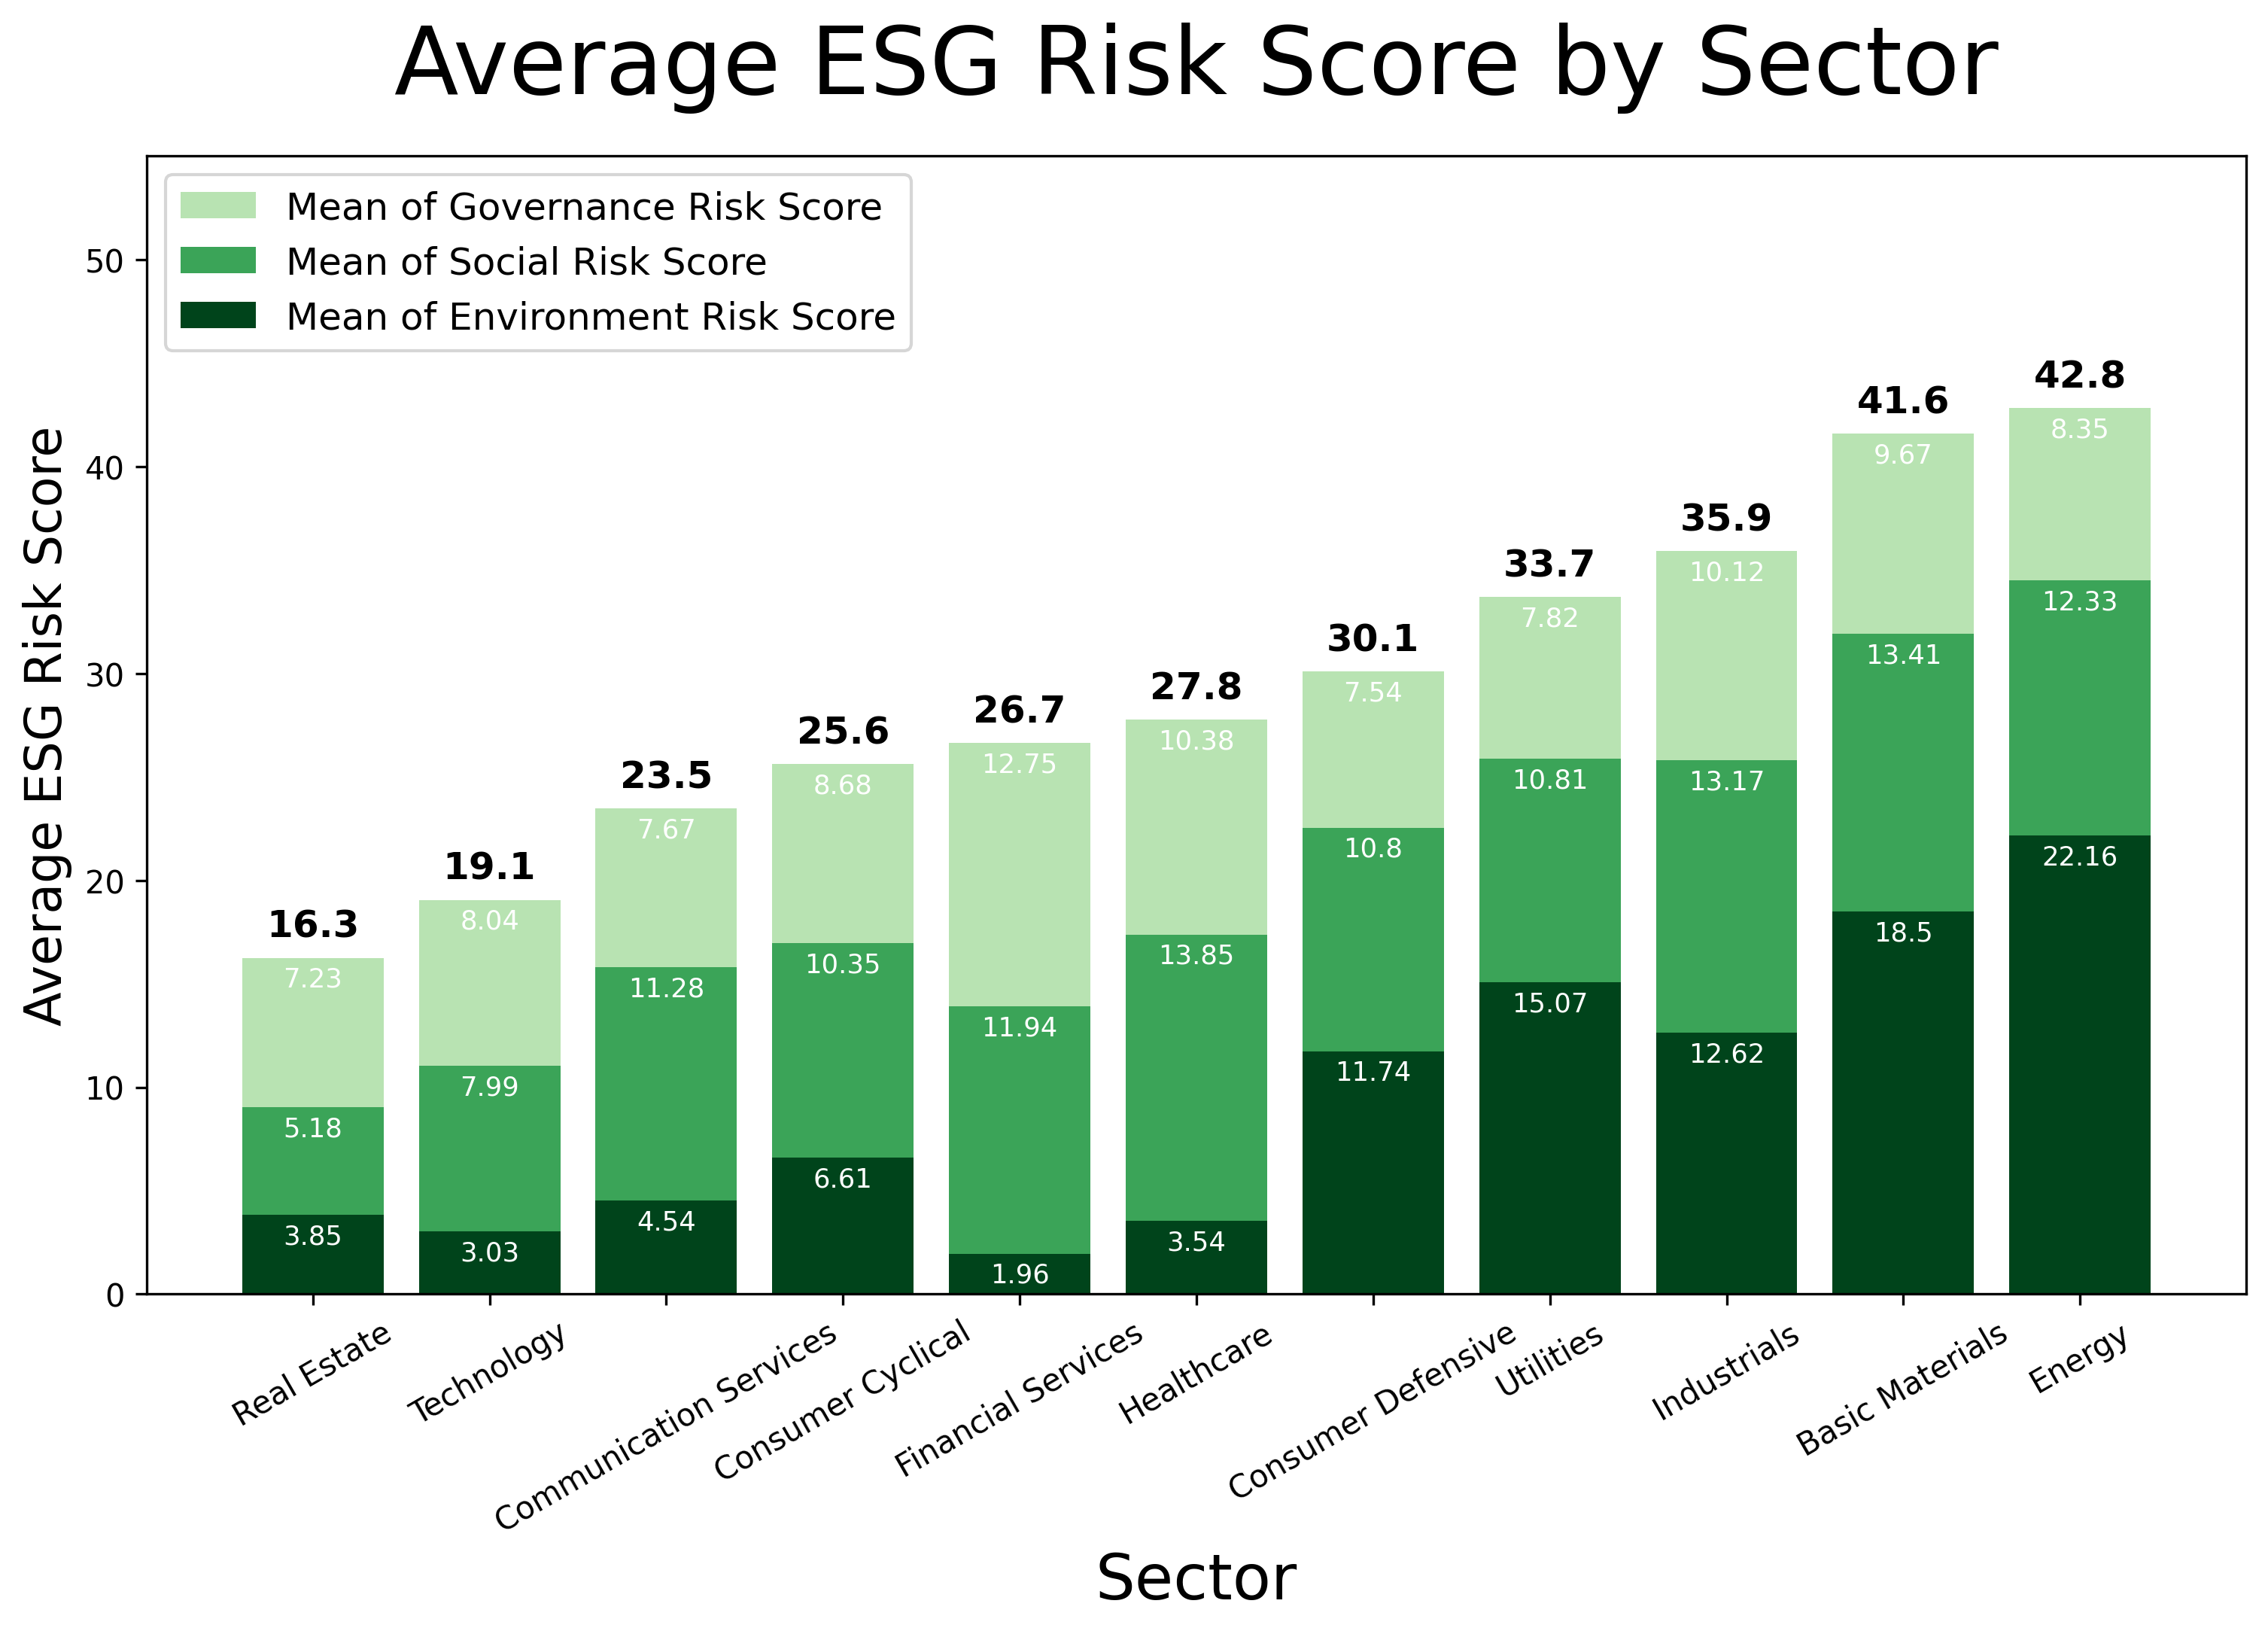 Average ESG Risk Score by Sector
Mean of Governance Risk Score
Mean of Social Risk Score
Mean of Environment Risk Score
Average ESG Risk Score
50
40
30
20
10
0
16.3
7.23
5.18
3.85
19.1
8.04
7.99
3.03
23.5
7.67
11.28
4.54
25.6
8.68
10.35
6.61
26.7
12.75
11.94
1.96
27.8
10.38
13.85
3.54
30.1
7.54
10.8
11.74
33.7
7.82
10.81
15.07
35.9
10.12
13.17
12.62
41.6
9.67
13.41
18.5
42.8
8.35
12.33
22.16
Real Estate
Technology
Communication Services
Consumer Cyclical
Financial Services
Healthcare
Consumer Defensive
Utilities
Industrials
Basic Materials
Energy
Sector